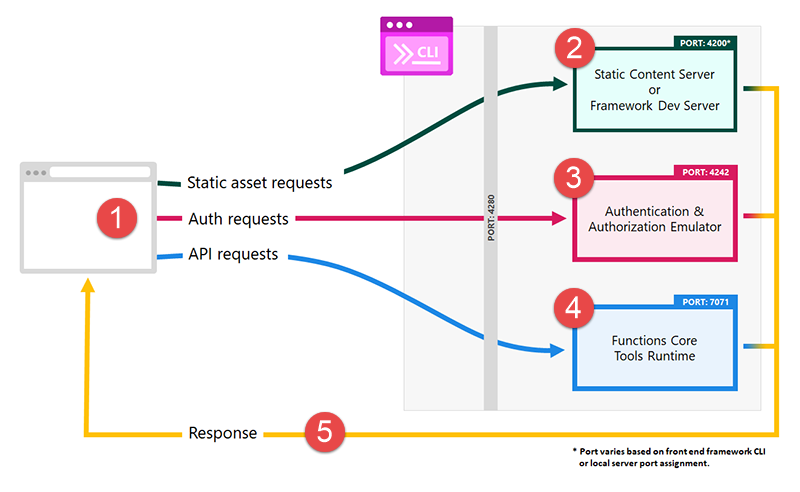 CLI
PORT: 4200*
2
Static Content Server
or
Framework Dev Server
PORT: 4242
3
Authentication &
Authorization Emulator
PORT: 7071
4
Functions Core
Tools Runtime
PORT: 4280
1
Static asset requests
Auth requests
API requests
Response
5
* Port varies based on front end framework CLI
or local server port assignment.